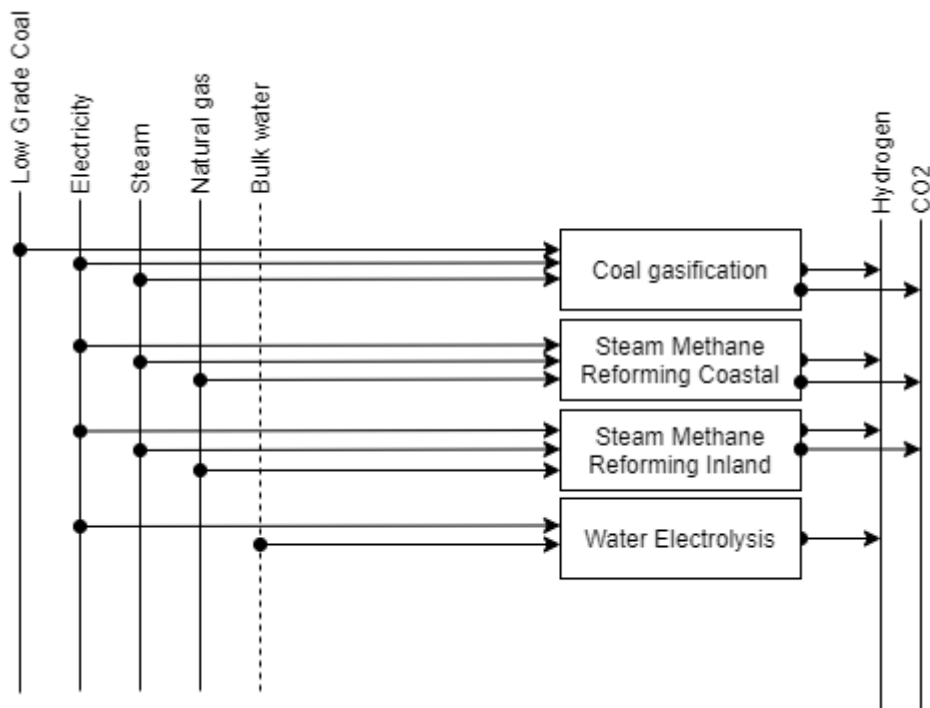 Low Grade Coal
Electricity
Steam
Natural gas
Bulk water
Hydrogen
CO2
Coal gasification
Steam Methane
Reforming Coastal
Steam Methane
Reforming Inland
Water Electrolysis